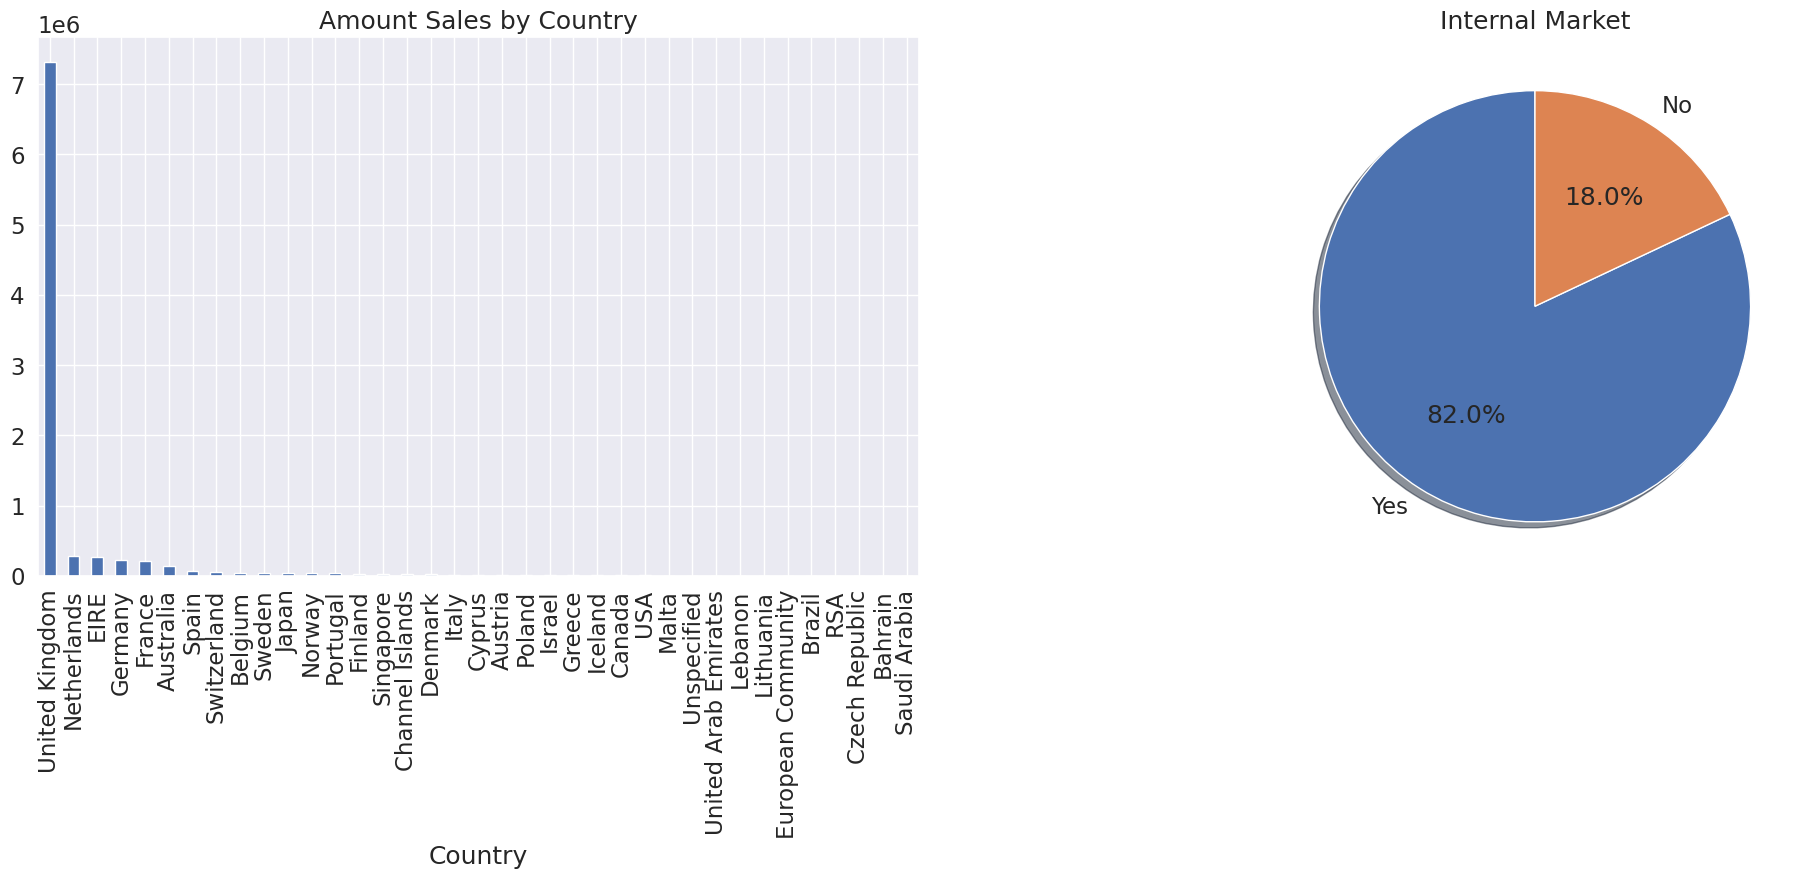 Amount Sales by Country
1e6
7
6
5
4
3
2
1
0
United Kingdom
Netherlands
EIRE
Germany
France
Australia
Spain
Switzerland
Belgium
Sweden
Japan
Norway
Portugal
Finland
Singapore
Channel Islands
Denmark
Italy
Cyprus
Austria
Poland
Israel
Greece
Iceland
Canada
USA
Malta
Unspecified
United Arab Emirates
Lebanon
Lithuania
European Community
Brazil
RSA
Czech Republic
Bahrain
Saudi Arabia
Country
Internal Market
No
18.0%
82.0%
Yes